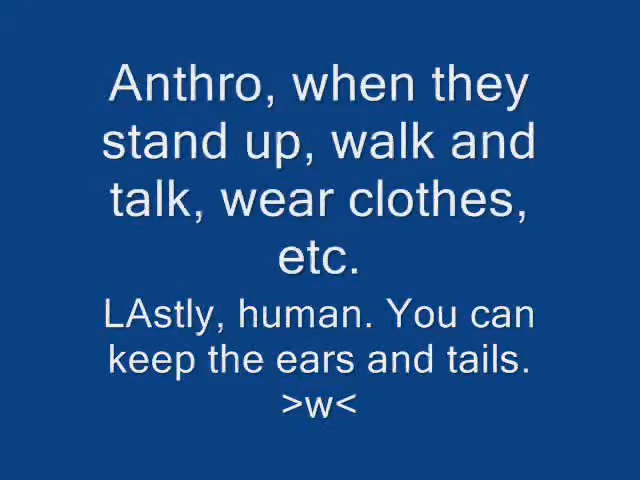 Anthro, when they
stand up, walk and
talk, wear clothes,
etc.
LAstly, human. You can
keep the ears and tails.
>w<